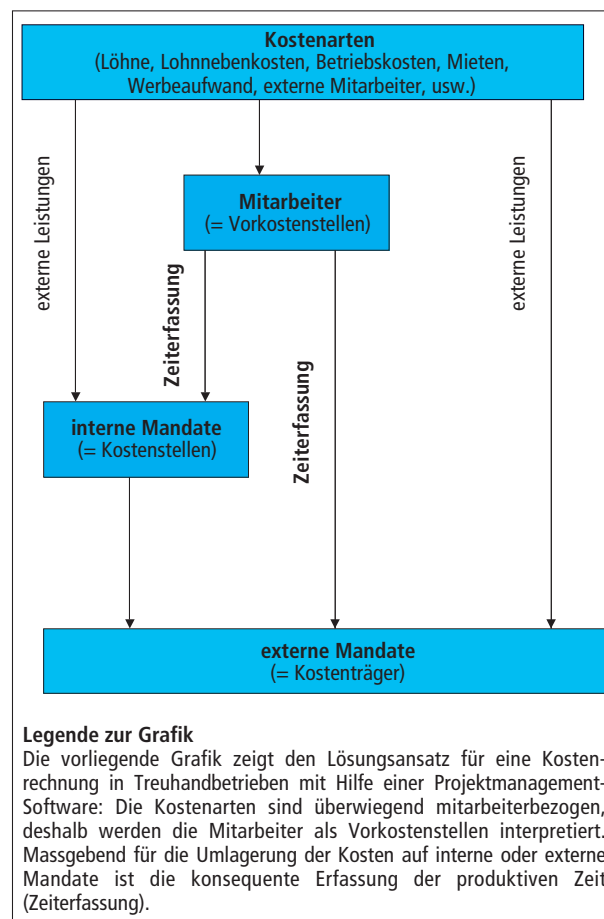 Kostenarten
(Löhne, Lohnnebenkosten, Betriebskosten, Mieten,
Werbeaufwand, externe Mitarbeiter, usw.)
externe Leistungen
Mitarbeiter
(= Vorkostenstellen)
externe Leistungen
Zeiterfassung
Zeiterfassung
interne Mandate
(= Kostenstellen)
externe Mandate
(= Kostenträger)
Legende zur Grafik
Die vorliegende Grafik zeigt den Lösungsansatz für eine Kosten-
rechnung in Treuhandbetrieben mit Hilfe einer Projektmanagement-
Software: Die Kostenarten sind überwiegend mitarbeiterbezogen,
deshalb werden die Mitarbeiter als Vorkostenstellen interpretiert.
Massgebend für die Umlagerung der Kosten auf interne oder externe
Mandate ist die konsequente Erfassung der produktiven Zeit
(Zeiterfassung).